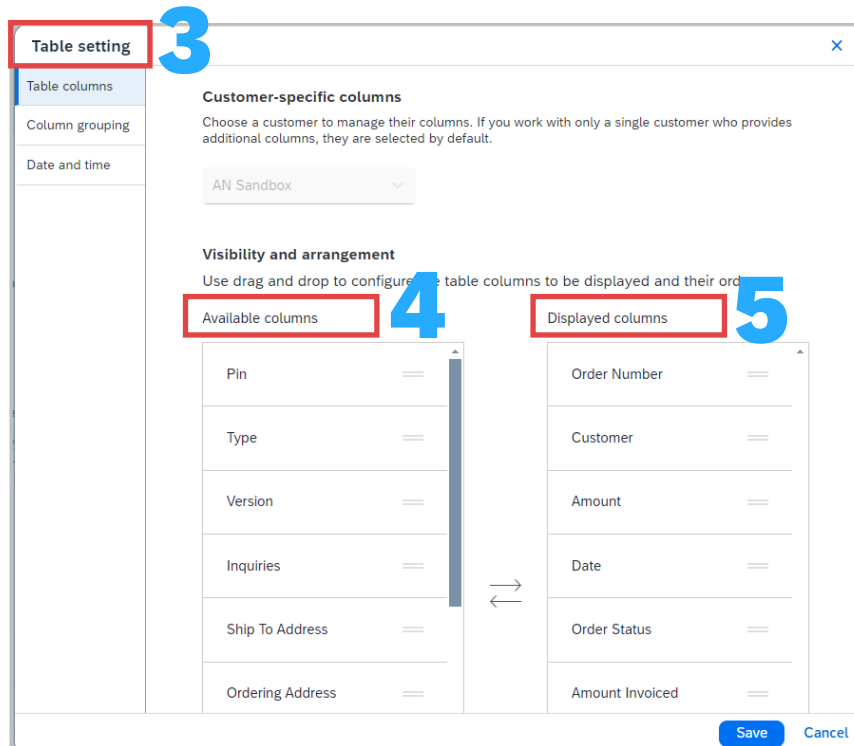 Table setting
3
Table columns
Column grouping
Date and time
Customer-specific columns
Choose a customer to manage their columns. If you work with only a single customer who provides
additional columns, they are selected by default.
AN Sandbox
Visibility and arrangement
Use drag and drop to configure table columns to be displayed and their
Available columns
4
Displayed columns
5
Pin
Type
Version
Inquiries
Ship To Address
Ordering Address
Order Number
Customer
Amount
Date
Order Status
Amount Invoiced
Save
Cancel